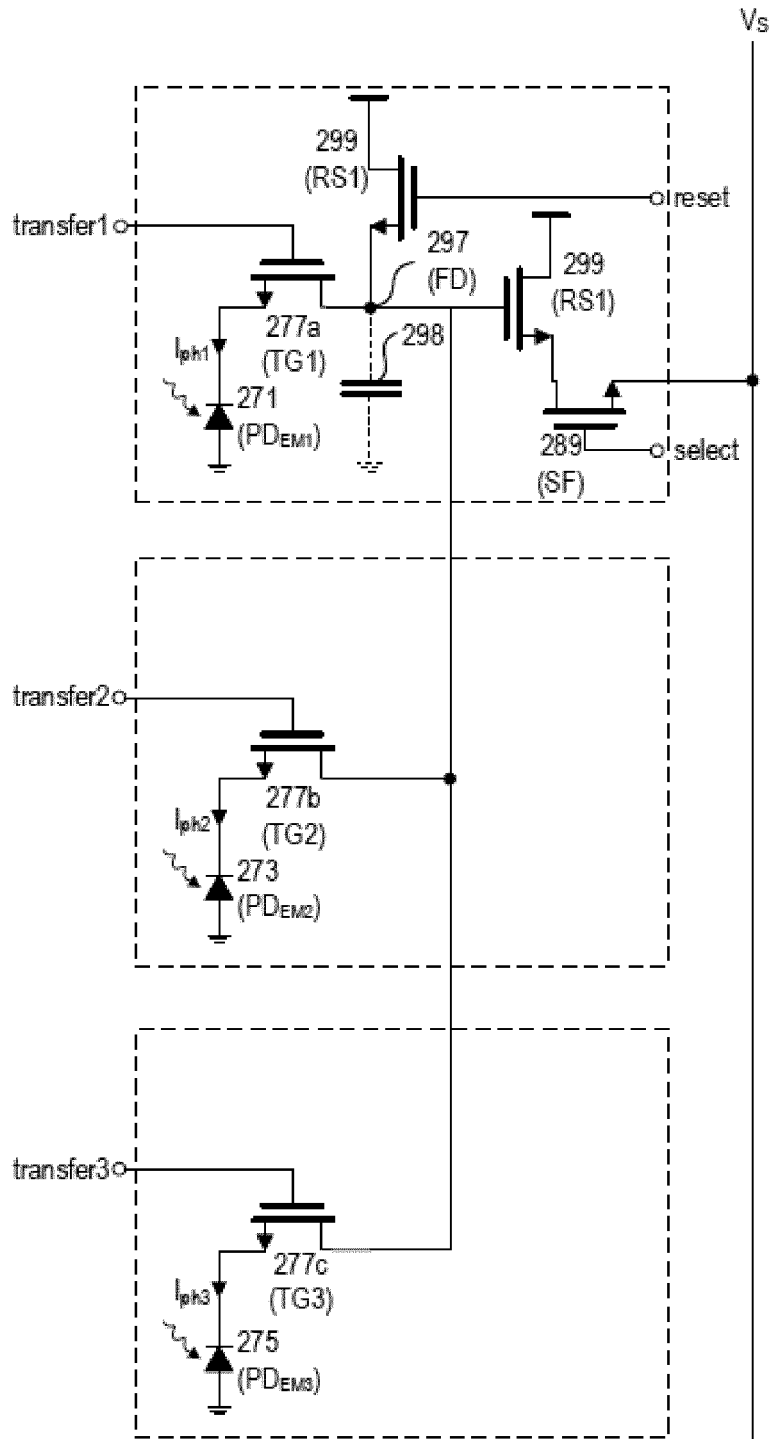 Vs
299
(RS1)
reset
transfer1
297
(FD)
299
(RS1)
277a
(TG1)
298
Iph1
271
(PDEM1)
289
(SF)
select
transfer2
277b
(TG2)
Iph2
273
(PDEM2)
transfer3
277c
(TG3)
Iph3
275
(PDEM3)